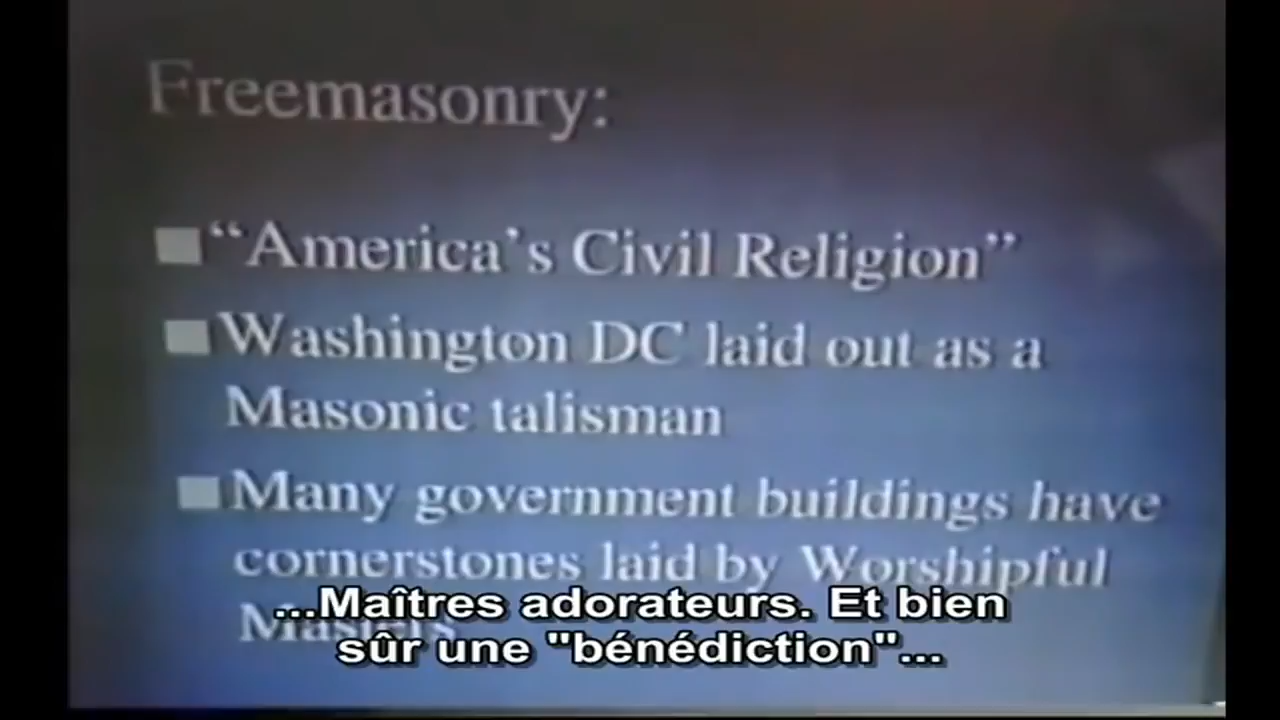 Freemasonry:
“America’s Civil Religion”
Washington DC laid out as a
Masonic talisman
Many government buildings have
cornerstones laid by Worshipful
Masters
...Maîtres adorateurs. Et bien
sûr une "bénédiction"...